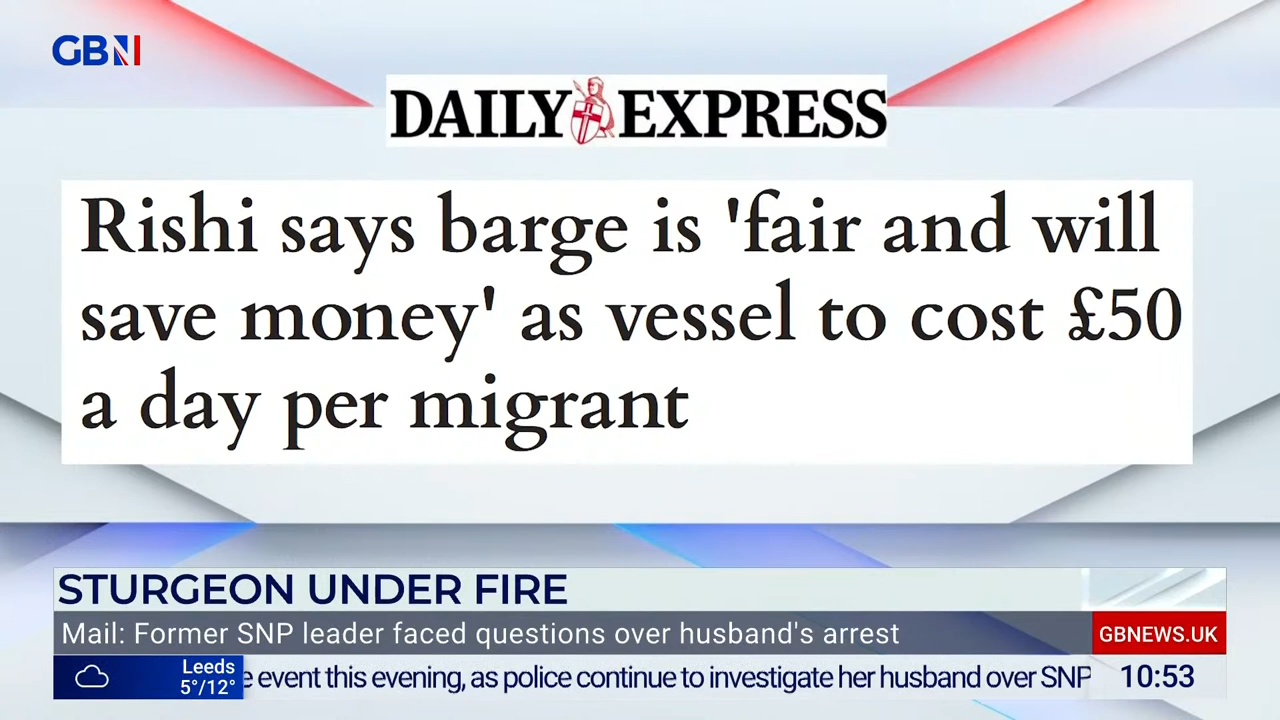 GBN
DAILY EXPRESS
Rishi says barge is 'fair and will
save money' as vessel to cost £50
a day per migrant
STURGEON UNDER FIRE
Mail: Former SNP leader faced questions over husband's arrest
GBNEWS.UK
Leeds
5°/12°
e event this evening, as police continue to investigate her husband over SNP
10:53